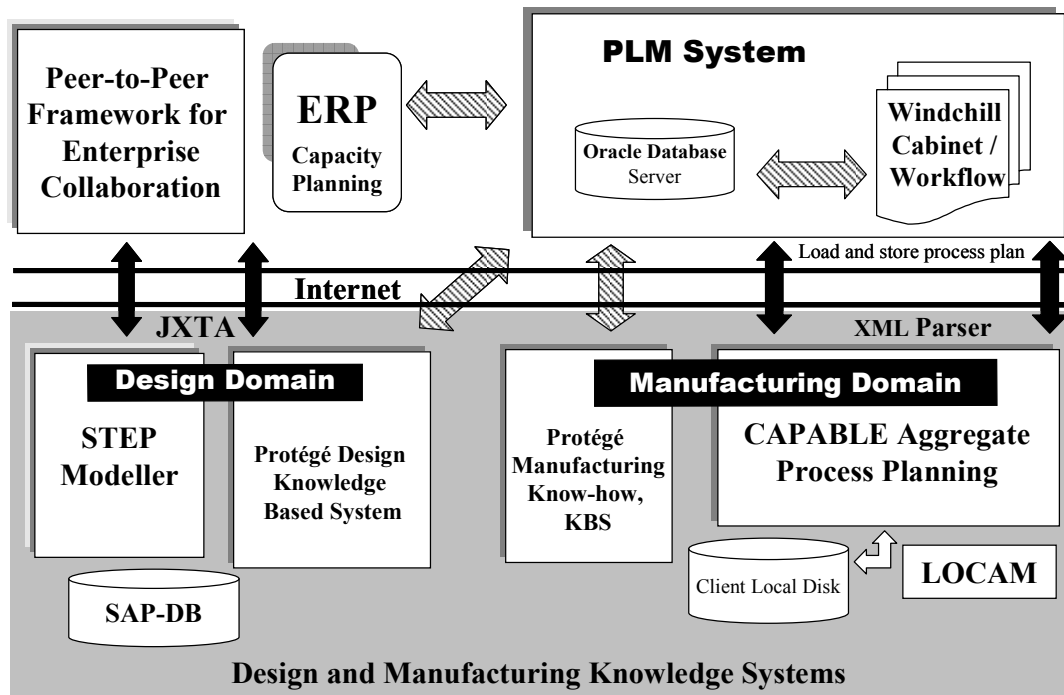 Peer-to-Peer
Framework for
Enterprise
Collaboration
ERP
Capacity
Planning
PLM System
Oracle Database
Server
Windchill
Cabinet /
Workflow
Load and store process plan
Internet
JXTA
XML Parser
Design Domain
STEP
Modeller
Protégé Design
Knowledge
Based System
Manufacturing Domain
Protégé
Manufacturing
Know-how,
KBS
CAPABLE Aggregate
Process Planning
SAP-DB
Client Local Disk
LOCAM
Design and Manufacturing Knowledge Systems